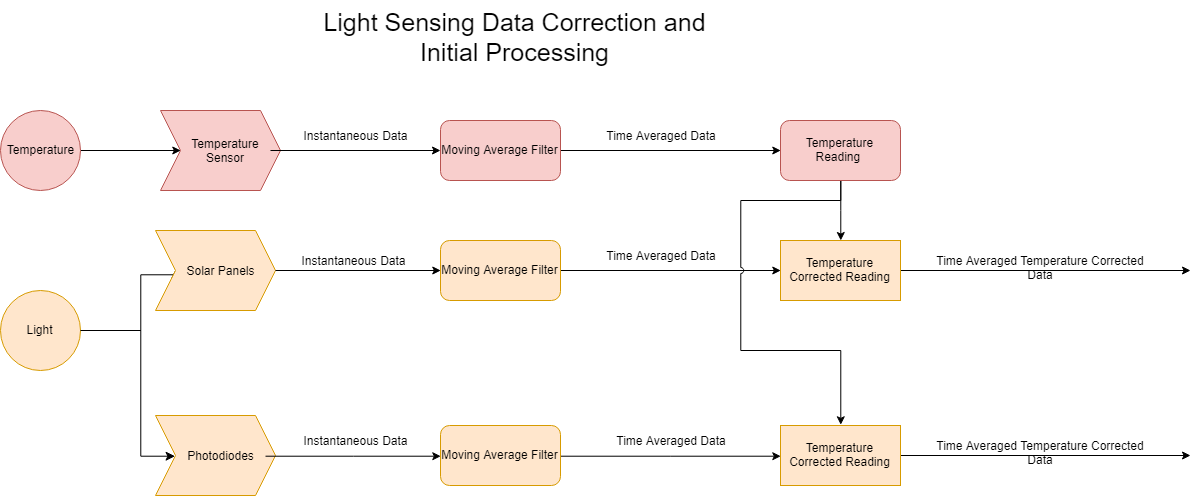 Light Sensing Data Correction and
Initial Processing
Temperature
Temperature
Sensor
Instantaneous Data
Moving Average Filter
Time Averaged Data
Temperature
Reading
Solar Panels
Instantaneous Data
Moving Average Filter
Time Averaged Data
Temperature
Corrected Reading
Time Averaged Temperature Corrected
Data
Light
Photodiodes
Instantaneous Data
Moving Average Filter
Time Averaged Data
Temperature
Corrected Reading
Time Averaged Temperature Corrected
Data